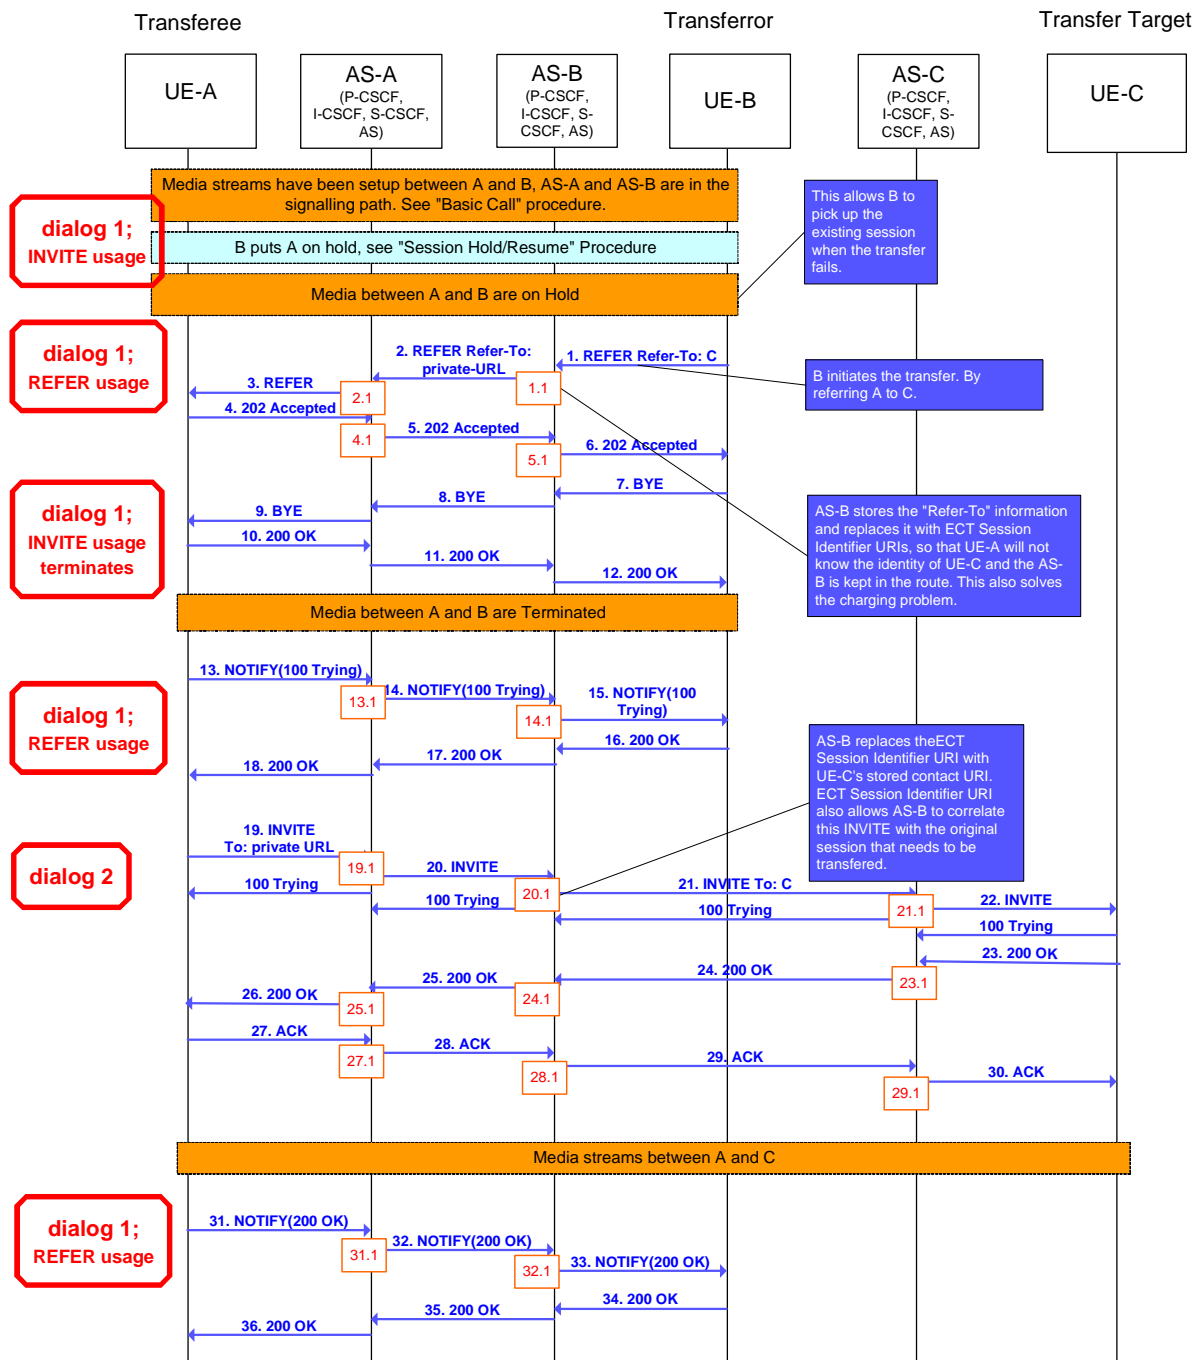 Transferee
Transferror
Transfer Target
UE-A
AS-A
(P-CSCF,
I-CSCF, S-CSCF,
AS)
AS-B
(P-CSCF,
I-CSCF, S-
CSCF, AS)
UE-B
AS-C
(P-CSCF,
I-CSCF, S-
CSCF, AS)
UE-C
Media streams have been setup between A and B, AS-A and AS-B are in the
signalling path. See "Basic Call" procedure.
This allows B to
pick up the
existing session
when the transfer
fails.
dialog 1;
INVITE usage
B puts A on hold, see "Session Hold/Resume" Procedure
Media between A and B are on Hold
dialog 1;
REFER usage
2. REFER Refer-To:
private-URL
1. REFER Refer-To: C
3. REFER
2.1
1.1
B initiates the transfer. By
referring A to C.
4. 202 Accepted
4.1
5. 202 Accepted
5.1
6. 202 Accepted
dialog 1;
INVITE usage
terminates
7. BYE
8. BYE
9. BYE
10. 200 OK
11. 200 OK
12. 200 OK
AS-B stores the "Refer-To" information
and replaces it with ECT Session
Identifier URIs, so that UE-A will not
know the identity of UE-C and the AS-
B is kept in the route. This also solves
the charging problem.
Media between A and B are Terminated
13. NOTIFY(100 Trying)
13.1
14. NOTIFY(100 Trying)
14.1
15. NOTIFY(100
Trying)
dialog 1;
REFER usage
16. 200 OK
17. 200 OK
18. 200 OK
AS-B replaces theECT
Session Identifier URI with
UE-C's stored contact URI.
ECT Session Identifier URI
also allows AS-B to correlate
this INVITE with the original
session that needs to be
transfered.
dialog 2
19. INVITE
To: private URL
19.1
20. INVITE
100 Trying
20.1
21. INVITE To: C
100 Trying
100 Trying
21.1
22. INVITE
100 Trying
23. 200 OK
23.1
24. 200 OK
24.1
25. 200 OK
25.1
26. 200 OK
27. ACK
27.1
28. ACK
28.1
29. ACK
29.1
30. ACK
Media streams between A and C
dialog 1;
REFER usage
31. NOTIFY(200 OK)
31.1
32. NOTIFY(200 OK)
32.1
33. NOTIFY(200 OK)
34. 200 OK
35. 200 OK
36. 200 OK